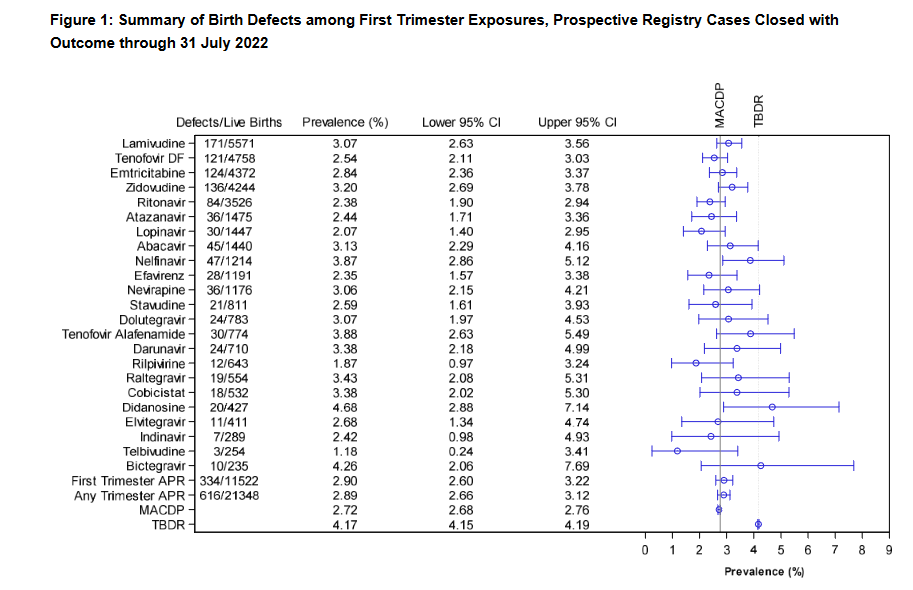 Figure 1: Summary of Birth Defects among First Trimester Exposures, Prospective Registry Cases Closed with
Outcome through 31 July 2022
MACDP
TBDR
Defects/Live Births Prevalence (%) Lower 95% CI Upper 95% CI
Lamivudine 171/5571 3.07 2.63 3.56
Tenofovir DF 121/4758 2.54 2.11 3.03
Emtricitabine 124/4372 2.84 2.36 3.37
Zidovudine 136/4244 3.20 2.69 3.78
Ritonavir 84/3526 2.38 1.90 2.94
Atazanavir 36/1475 2.44 1.71 3.36
Lopinavir 30/1447 2.07 1.40 2.95
Abacavir 45/1440 3.13 2.29 4.16
Nelfinavir 47/1214 3.87 2.86 5.12
Efavirenz 28/1191 2.35 1.57 3.38
Nevirapine 36/1176 3.06 2.15 4.21
Stavudine 21/811 2.59 1.61 3.93
Dolutegravir 24/783 3.07 1.97 4.53
Tenofovir Alafenamide 30/774 3.88 2.63 5.49
Darunavir 24/710 3.38 2.18 4.99
Rilpivirine 12/643 1.87 0.97 3.24
Raltegravir 19/554 3.43 2.08 5.31
Cobicistat 18/532 3.38 2.02 5.30
Didanosine 20/427 4.68 2.88 7.14
Elvitegravir 11/411 2.68 1.34 4.74
Indinavir 7/289 2.42 0.98 4.93
Telbivudine 3/254 1.18 0.24 3.41
Bictegravir 10/235 4.26 2.06 7.69
First Trimester APR 334/11522 2.90 2.60 3.22
Any Trimester APR 616/21348 2.89 2.66 3.12
MACDP 2.72 2.68 2.76
TBDR 4.17 4.15 4.19
0 1 2 3 4 5 6 7 8 9
Prevalence (%)